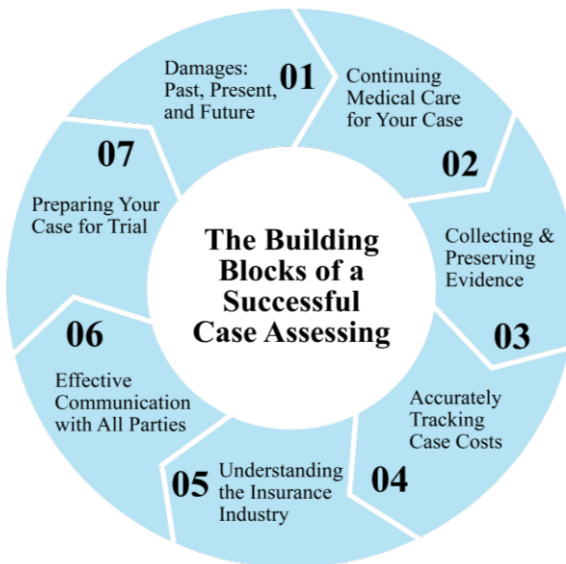 The Building
Blocks of a
Successful
Case Assessing
01
Damages:
Past, Present,
and Future
02
Continuing
Medical Care
for Your Case
03
Collecting &
Preserving
Evidence
04
Accurately
Tracking
Case Costs
05
Understanding
the Insurance
Industry
06
Effective
Communication
with All Parties
07
Preparing Your
Case for Trial